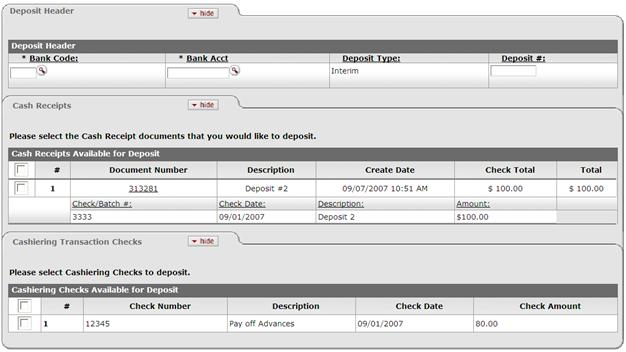 Deposit Header
hide
Deposit Header
* Bank Code: * Bank Acct Deposit Type: Deposit #:
Interim
Cash Receipts
hide
Please select the Cash Receipt documents that you would like to deposit.
Cash Receipts Available for Deposit
# Document Number Description Create Date Check Total Total
1 313281 Deposit #2 09/07/2007 10:51 AM $ 100.00 $ 100.00
Check/Batch #: Check Date: Description: Amount:
3333 09/01/2007 Deposit 2 $100.00
Cashiering Transaction Checks
hide
Please select Cashiering Checks to deposit.
Cashiering Checks Available for Deposit
# Check Number Description Check Date Check Amount
1 12345 Pay off Advances 09/01/2007 80.00